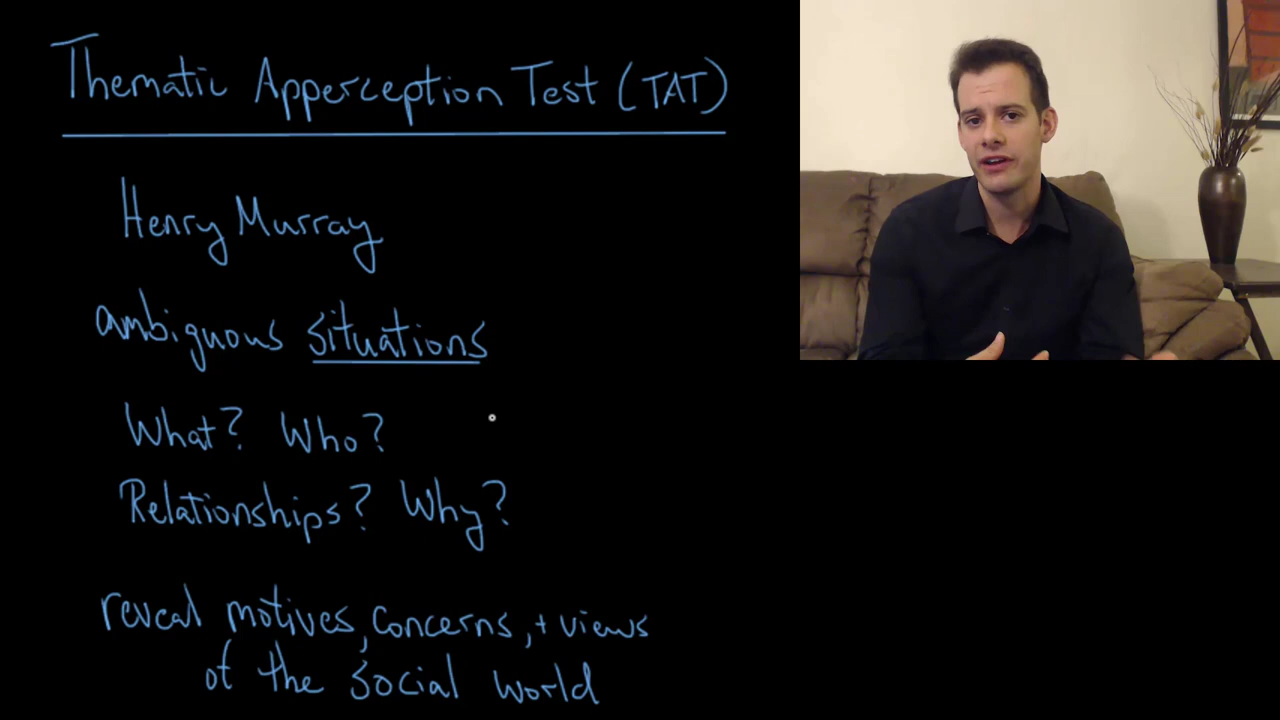 Thematic Apperception Test (TAT)
Henry Murray
ambiguous situations
What? Who?
Relationships? Why?
reveal motives, concerns, + views
of the social world